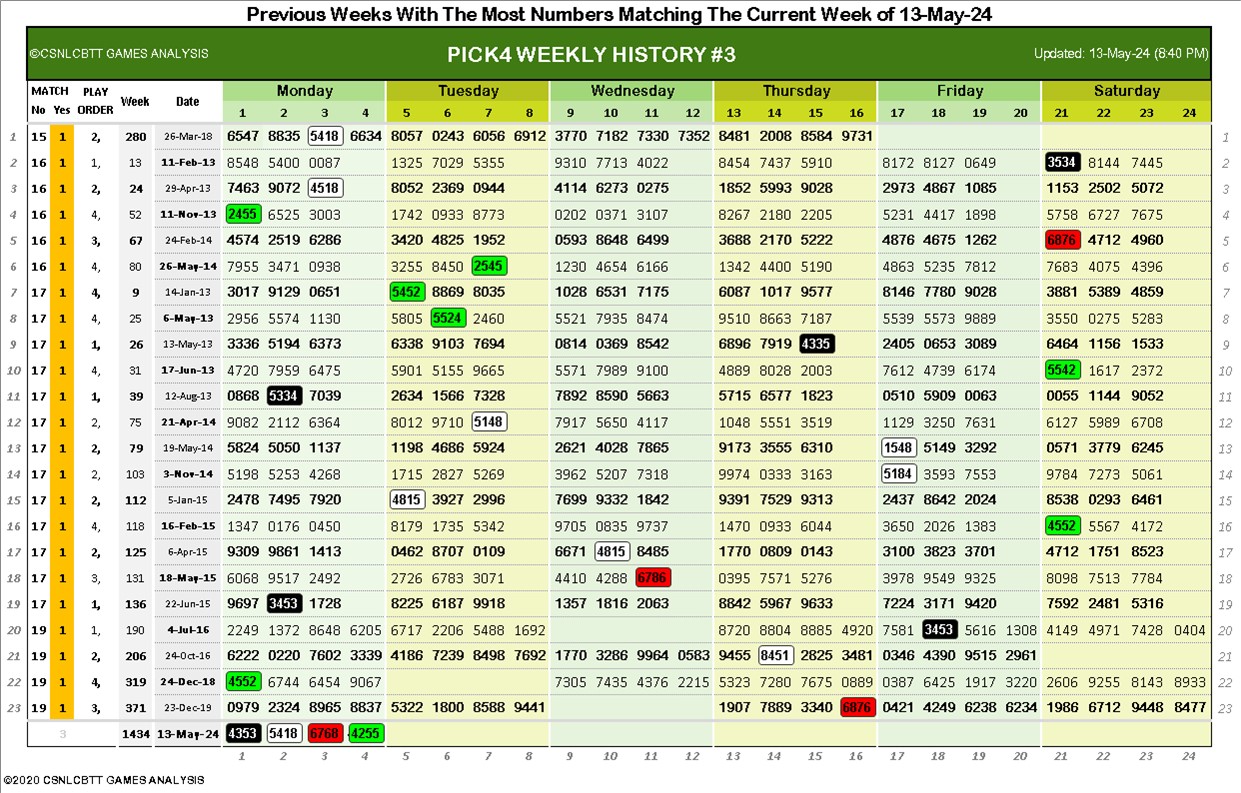 Previous Weeks With The Most Numbers Matching The Current Week of 13-May-24
©CSNLCBTT GAMES ANALYSIS PICK4 WEEKLY HISTORY #3 Updated: 13-May-24 (8:40 PM)
MATCH PLAY Week Date Monday Tuesday Wednesday Thursday Friday Saturday
No Yes ORDER 1 2 3 4 5 6 7 8 9 10 11 12 13 14 15 16 17 18 19 20 21 22 23 24
1 15 1 2, 280 26-Mar-18 6547 8835 5418 6634 8057 0243 6056 6912 3770 7182 7330 7352 8481 2008 8584 9731 1
2 16 1 1, 13 11-Feb-13 8548 5400 0087 1325 7029 5355 9310 7713 4022 8454 7437 5910 8172 8127 0649 3534 8144 7445 2
3 16 1 2, 24 29-Apr-13 7463 9072 4518 8052 2369 0944 4114 6273 0275 1852 5993 9028 2973 4867 1085 1153 2502 5072 3
4 16 1 4, 52 11-Nov-13 2455 6525 3003 1742 0933 8773 0202 0371 3107 8267 2180 2205 5231 4417 1898 5758 6727 7675 4
5 16 1 3, 67 24-Feb-14 4574 2519 6286 3420 4825 1952 0593 8648 6499 3688 2170 5222 4876 4675 1262 6876 4712 4960 5
6 16 1 4, 80 26-May-14 7955 3471 0938 3255 8450 2545 1230 4654 6166 1342 4400 5190 4863 5235 7812 7683 4075 4396 6
7 17 1 4, 9 14-Jan-13 3017 9129 0651 5452 8869 8035 1028 6531 7175 6087 1017 9577 8146 7780 9028 3881 5389 4859 7
8 17 1 4, 25 6-May-13 2956 5574 1130 5805 5524 2460 5521 7935 8474 9510 8663 7187 5539 5573 9889 3550 0275 5283 8
9 17 1 1, 26 13-May-13 3336 5194 6373 6338 9103 7694 0814 0369 8542 6896 7919 4335 2405 0653 3089 6464 1156 1533 9
10 17 1 4, 31 17-Jun-13 4720 7959 6475 5901 5155 9665 5571 7989 9100 4889 8028 2003 7612 4739 6174 5542 1617 2372 10
11 17 1 1, 39 12-Aug-13 0868 5334 7039 2634 1566 7328 7892 8590 5663 5715 6577 1823 0510 5909 0063 0055 1144 9052 11
12 17 1 2, 75 21-Apr-14 9082 2112 6364 8012 9710 5148 7917 5650 4117 1048 5551 3519 1129 3250 7631 6127 5989 6708 12
13 17 1 2, 79 19-May-14 5824 5050 1137 1198 4686 5924 2621 4028 7865 9173 3555 6310 1548 5149 3292 0571 3779 6245 13
14 17 1 2, 103 3-Nov-14 5198 5253 4268 1715 2827 5269 3962 5207 7318 9974 0333 3163 5184 3593 7553 9784 7273 5061 14
15 17 1 2, 112 5-Jan-15 2478 7495 7920 4815 3927 2996 7699 9332 1842 9391 7529 9313 2437 8642 2024 8538 0293 6461 15
16 17 1 4, 118 16-Feb-15 1347 0176 0450 8179 1735 5342 9705 0835 9737 1470 0933 6044 3650 2026 1383 4552 5567 4172 16
17 17 1 2, 125 6-Apr-15 9309 9861 1413 0462 8707 0109 6671 4815 8485 1770 0809 0143 3100 3823 3701 4712 1751 8523 17
18 17 1 3, 131 18-May-15 6068 9517 2492 2726 6783 3071 4410 4288 6786 0395 7571 5276 3978 9549 9325 8098 7513 7784 18
19 17 1 1, 136 22-Jun-15 9697 3453 1728 8225 6187 9918 1357 1816 2063 8842 5967 9633 7224 3171 9420 7592 2481 5316 19
20 19 1 1, 190 4-Jul-16 2249 1372 8648 6205 6717 2206 5488 1692 8720 8804 8885 4920 7581 3453 5616 1308 4149 4971 7428 0404 20
21 19 1 2, 206 24-Oct-16 6222 0220 7602 3339 4186 7239 8498 7692 1770 3286 9964 0583 9455 8451 2825 3481 0346 4390 9515 2961 21
22 19 1 4, 319 24-Dec-18 4552 6744 6454 9067 7305 7435 4376 2215 5323 7280 7675 0889 0387 6425 1917 3220 2606 9255 8143 8933 22
23 19 1 3, 371 23-Dec-19 0979 2324 8965 8837 5322 1800 8588 9441 1907 7889 3340 6876 0421 4249 6238 6234 1986 6712 9448 8477 23
3 1434 13-May-24 4353 5418 6768 4255
1 2 3 4 5 6 7 8 9 10 11 12 13 14 15 16 17 18 19 20 21 22 23 24
©2020 CSNLCBTT GAMES ANALYSIS